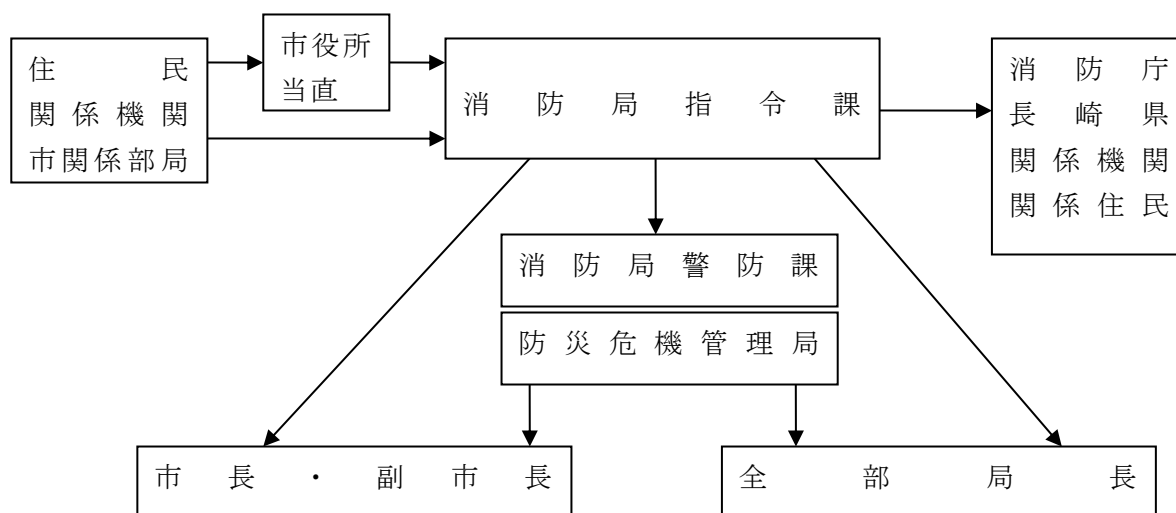 住民
関係機関
市関係部局
市役所
当直
消防局指令課
消防庁
長崎県
関係機関
関係住民
消防局警防課
防災危機管理局
市長・副市長
全部局長